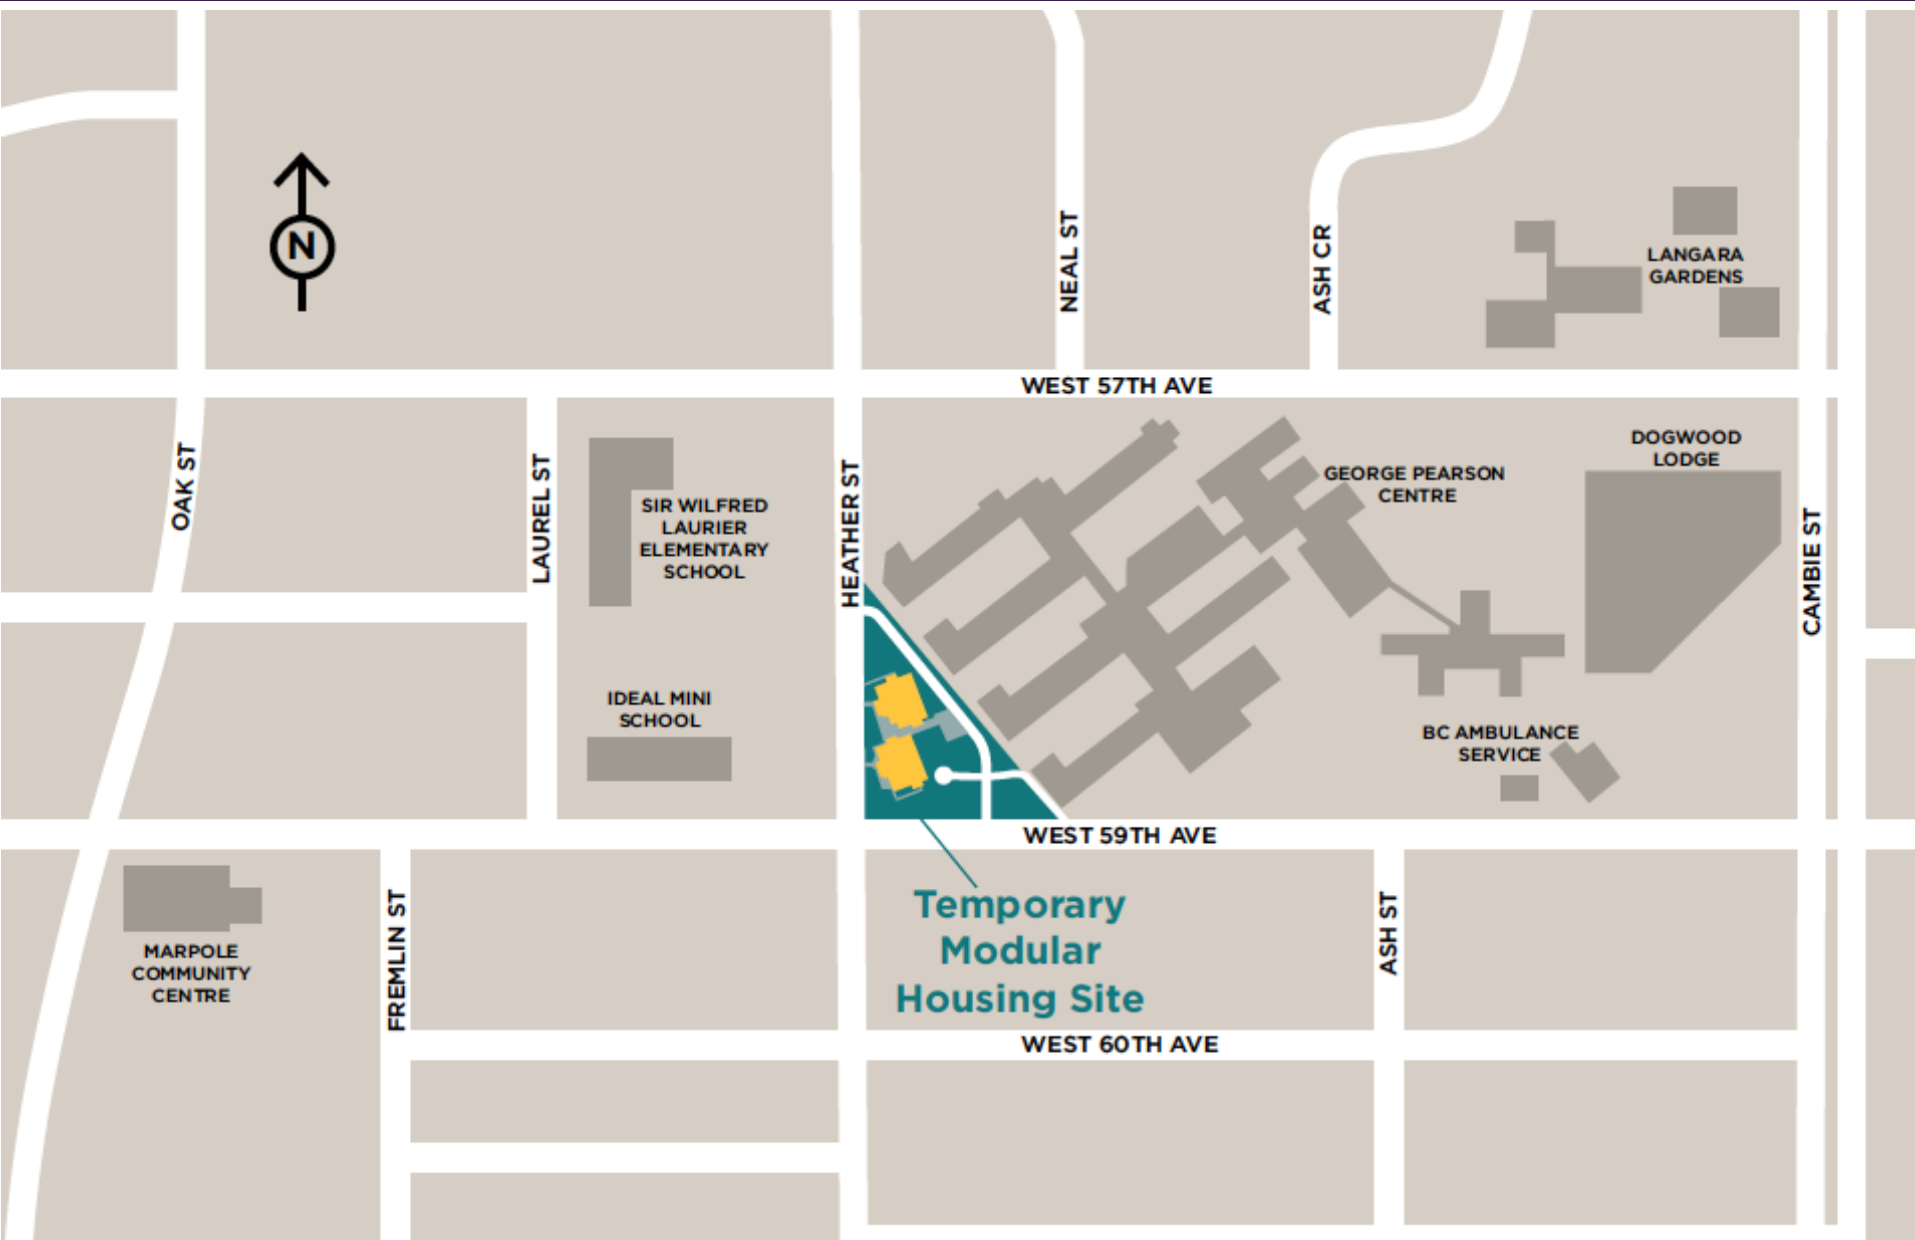 N
NEAL ST
ASH CR
LANGARA
GARDENS
WEST 57TH AVE
OAK ST
LAUREL ST
SIR WILFRED
LAURIER
ELEMENTARY
SCHOOL
HEATHER ST
GEORGE PEARSON
CENTRE
DOGWOOD
LODGE
CAMBIE ST
IDEAL MINI
SCHOOL
BC AMBULANCE
SERVICE
WEST 59TH AVE
MARPOLE
COMMUNITY
CENTRE
FREMLIN ST
Temporary
Modular
Housing Site
ASH ST
WEST 60TH AVE